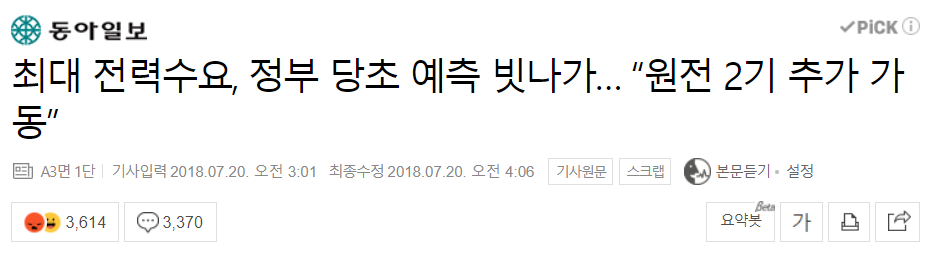 동아일보
PiCK
최대 전력수요, 정부 당초 예측 빗나가… “원전 2기 추가 가
동”
A3면 1단 기사입력 2018.07.20. 오전 3:01 최종수정 2018.07.20. 오전 4:06 기사원문 스크랩 본문듣기 설정
3,614 3,370 요약봇 Beta 가